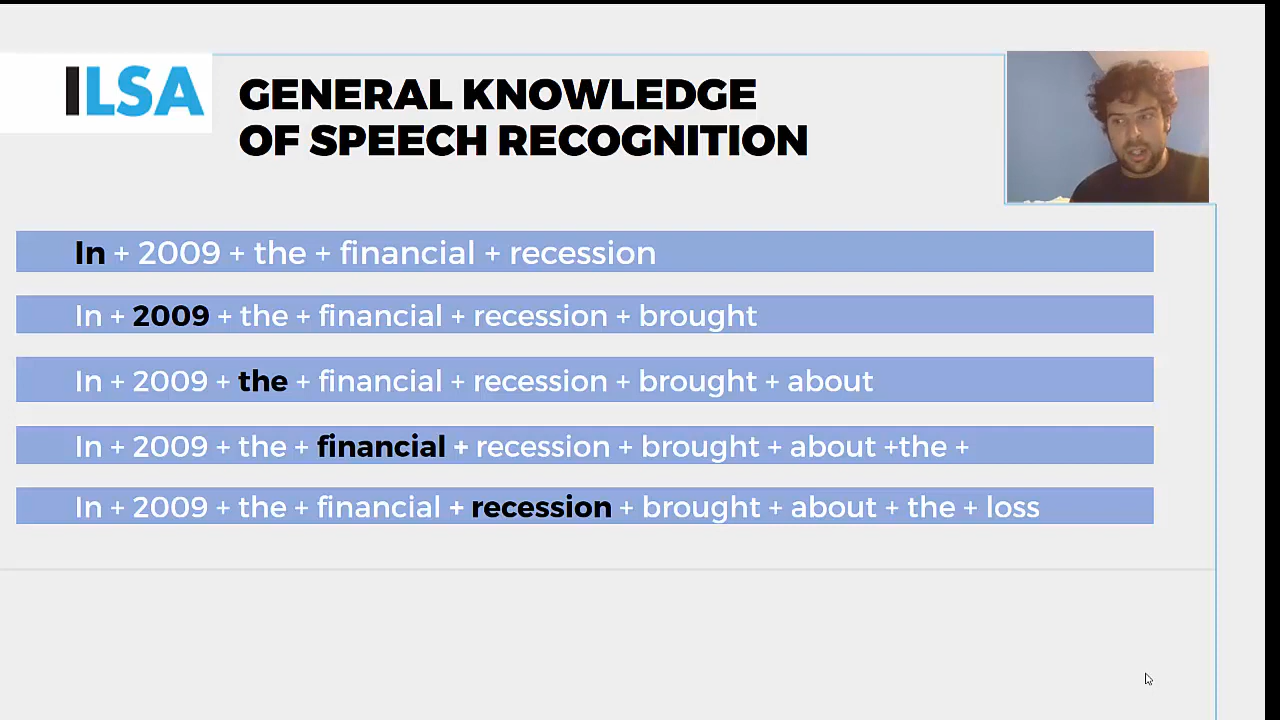 ILSA
GENERAL KNOWLEDGE
OF SPEECH RECOGNITION
In + 2009 + the + financial + recession
In + 2009 + the + financial + recession + brought
In + 2009 + the + financial + recession + brought + about
In + 2009 + the + financial + recession + brought + about +the +
In + 2009 + the + financial + recession + brought + about + the + loss